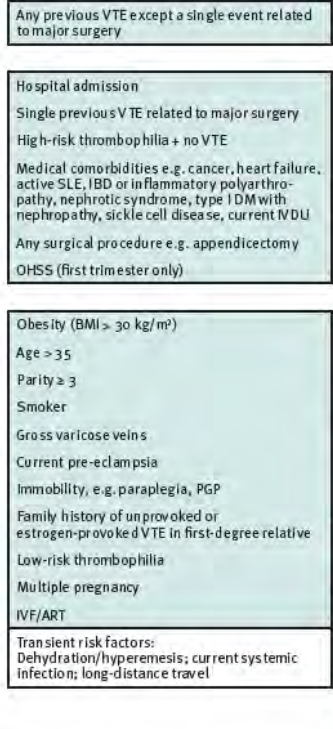 Any previous VTE except a single event related
to major surgery
Hospital admission
Single previous VTE related to major surgery
High-risk thrombophilia + no VTE
Medical comorbidities e.g. cancer, heart failure,
active SLE, IBD or inflammatory polyarthro-
pathy, nephrotic syndrome, type I DM with
nephropathy, sickle cell disease, current IVDU
Any surgical procedure e.g. appendicectomy
OHSS (first trimester only)
Obesity (BMI > 30 kg/m²)
Age > 35
Parity ≥ 3
Smoker
Gross varicose veins
Current pre-eclampsia
Immobility, e.g. paraplegia, PGP
Family history of unprovoked or
estrogen-provoked VTE in first-degree relative
Low-risk thrombophilia
Multiple pregnancy
IVF/ART
Transient risk factors:
Dehydration/hyperemesis; current systemic
infection; long-distance travel